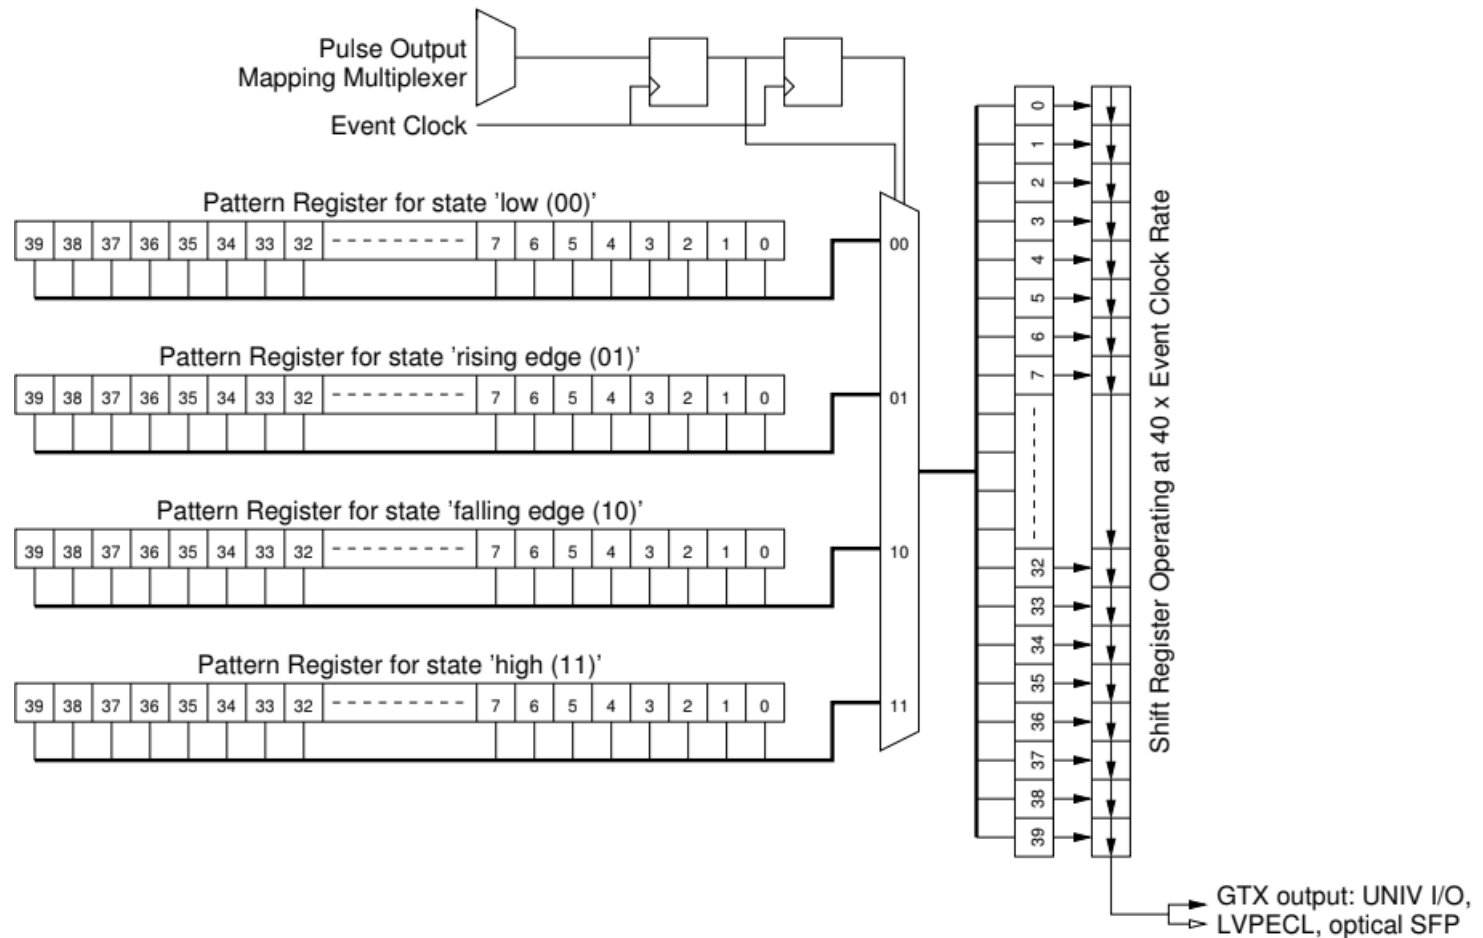 Pulse Output
Mapping Multiplexer
Event Clock
Pattern Register for state 'low (00)'
39 38 37 36 35 34 33 32 7 6 5 4 3 2 1 0
00
Pattern Register for state 'rising edge (01)'
39 38 37 36 35 34 33 32 7 6 5 4 3 2 1 0
01
Pattern Register for state 'falling edge (10)'
39 38 37 36 35 34 33 32 7 6 5 4 3 2 1 0
10
Pattern Register for state 'high (11)'
39 38 37 36 35 34 33 32 7 6 5 4 3 2 1 0
11
0
1
2
3
4
5
6
7
32
33
34
35
36
37
38
39
Shift Register Operating at 40 x Event Clock Rate
GTX output: UNIV I/O,
LVPECL, optical SFP